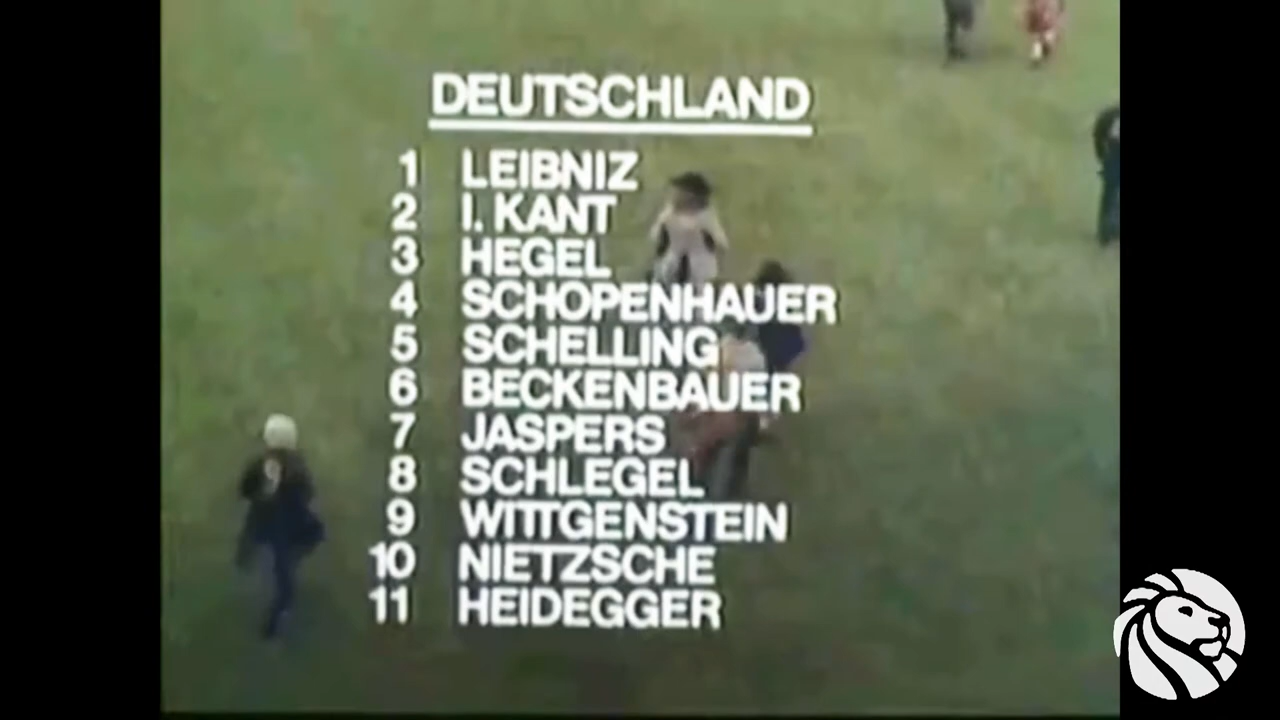 DEUTSCHLAND
1 LEIBNIZ
2 I. KANT
3 HEGEL
4 SCHOPENHAUER
5 SCHELLING
6 BECKENBAUER
7 JASPERS
8 SCHLEGEL
9 WITTGENSTEIN
10 NIETZSCHE
11 HEIDEGGER